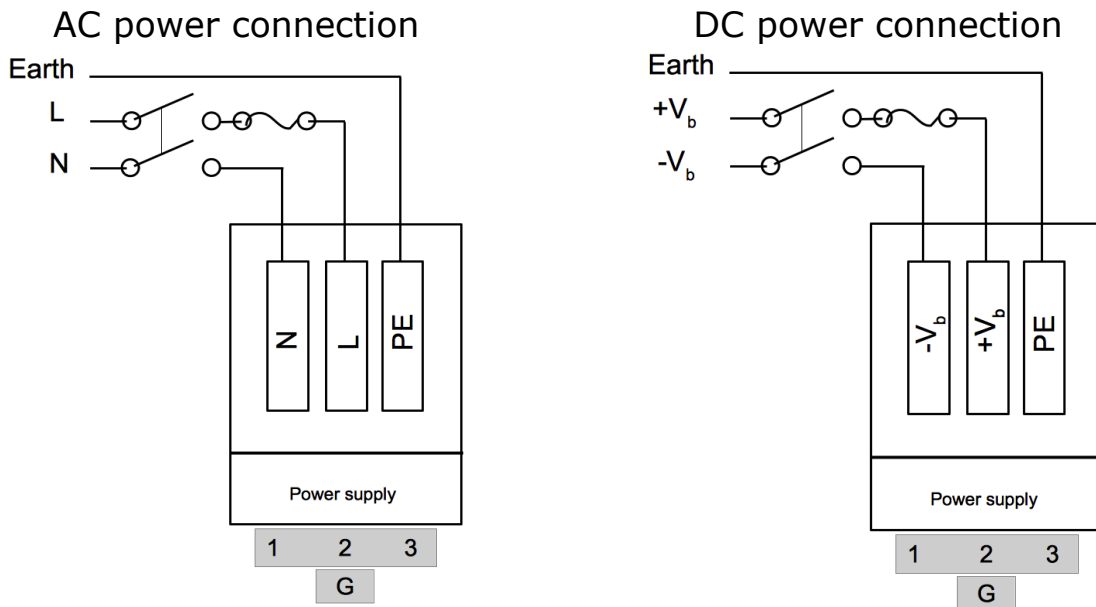 AC power connection
Earth
L
N
N
L
PE
Power supply
1 2 3
G
DC power connection
Earth
+Vb
-Vb
-Vb
+Vb
PE
Power supply
1 2 3
G